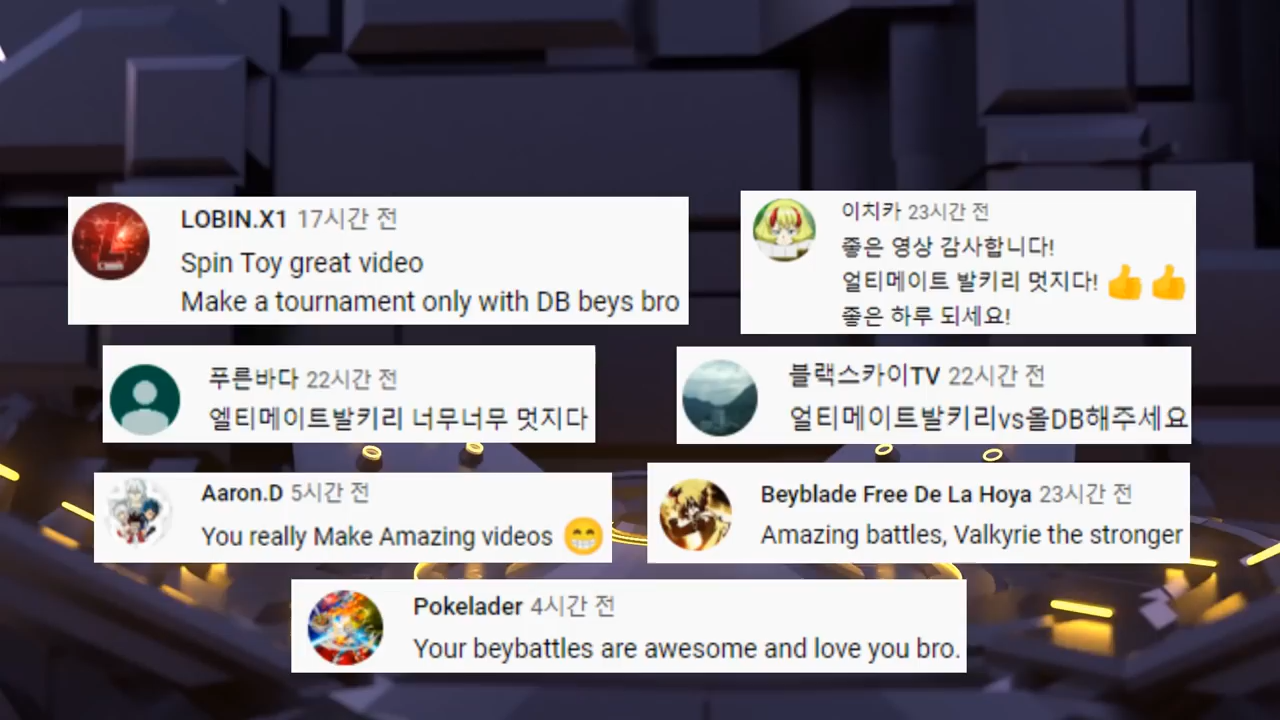 LOBIN.X1 17시간 전
Spin Toy great video
Make a tournament only with DB beys bro
이치카 23시간 전
좋은 영상 감사합니다!
얼티메이트 발키리 멋지다! 👍👍
좋은 하루 되세요!
푸른바다 22시간 전
엘티메이트발키리 너무너무 멋지다
블랙스카이TV 22시간 전
얼티메이트발키리vs올DB해주세요
Aaron.D 5시간 전
You really Make Amazing videos 😁
Beyblade Free De La Hoya 23시간 전
Amazing battles, Valkyrie the stronger
Pokelader 4시간 전
Your beybattles are awesome and love you bro.